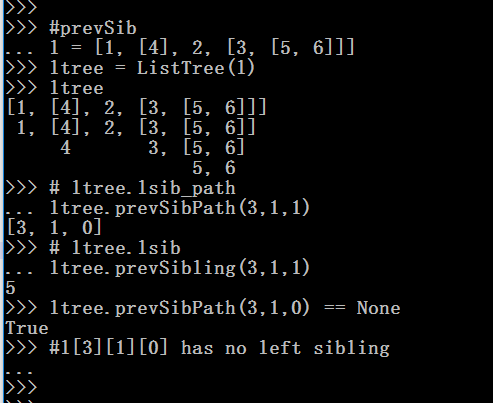 >>>
>>> #prevSib
... l = [1, [4], 2, [3, [5, 6]]]
>>> ltree = ListTree(l)
>>> ltree
[1, [4], 2, [3, [5, 6]]]
 1, [4], 2, [3, [5, 6]]
     4       3, [5, 6]
                 5, 6
>>> # ltree.lsib_path
... ltree.prevSibPath(3,1,1)
[3, 1, 0]
>>> # ltree.lsib
... ltree.prevSibling(3,1,1)
5
>>> ltree.prevSibPath(3,1,0) == None
True
>>> #l[3][1][0] has no left sibling
...
>>>